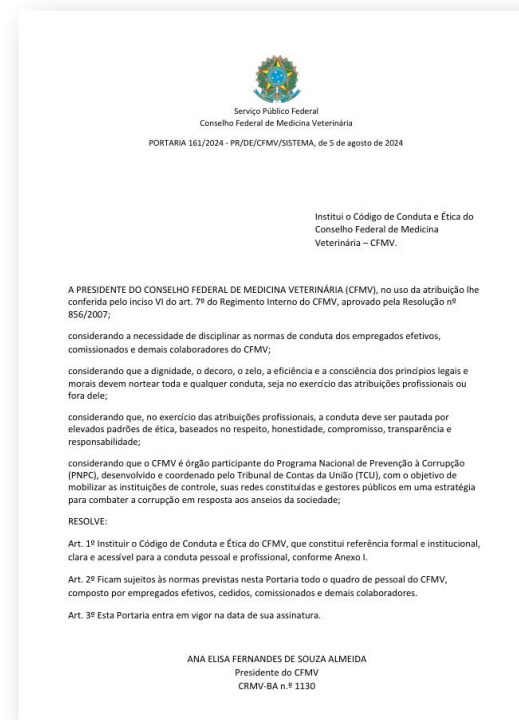 Serviço Público Federal
Conselho Federal de Medicina Veterinária
PORTARIA 161/2024 - PR/DE/CFMV/SISTEMA, de 5 de agosto de 2024
Institui o Código de Conduta e Ética do
Conselho Federal de Medicina
Veterinária – CFMV.
A PRESIDENTE DO CONSELHO FEDERAL DE MEDICINA VETERINÁRIA (CFMV), no uso da atribuição lhe
conferida pelo inciso VI do art. 7º do Regimento Interno do CFMV, aprovado pela Resolução nº
856/2007;
considerando a necessidade de disciplinar as normas de conduta dos empregados efetivos,
comissionados e demais colaboradores do CFMV;
considerando que a dignidade, o decoro, o zelo, a eficiência e a consciência dos princípios legais e
morais devem nortear toda e qualquer conduta, seja no exercício das atribuições profissionais ou
fora dele;
considerando que, no exercício das atribuições profissionais, a conduta deve ser pautada por
elevados padrões de ética, baseados no respeito, honestidade, compromisso, transparência e
responsabilidade;
considerando que o CFMV é órgão participante do Programa Nacional de Prevenção à Corrupção
(PNPC), desenvolvido e coordenado pelo Tribunal de Contas da União (TCU), com o objetivo de
mobilizar as instituições de controle, suas redes constituídas e gestores públicos em uma estratégia
para combater a corrupção em resposta aos anseios da sociedade;
RESOLVE:
Art. 1º Instituir o Código de Conduta e Ética do CFMV, que constitui referência formal e institucional,
clara e acessível para a conduta pessoal e profissional, conforme Anexo I.
Art. 2º Ficam sujeitos às normas previstas nesta Portaria todo o quadro de pessoal do CFMV,
composto por empregados efetivos, cedidos, comissionados e demais colaboradores.
Art. 3º Esta Portaria entra em vigor na data de sua assinatura.
ANA ELISA FERNANDES DE SOUZA ALMEIDA
Presidente do CFMV
CRMV-BA n.º 1130